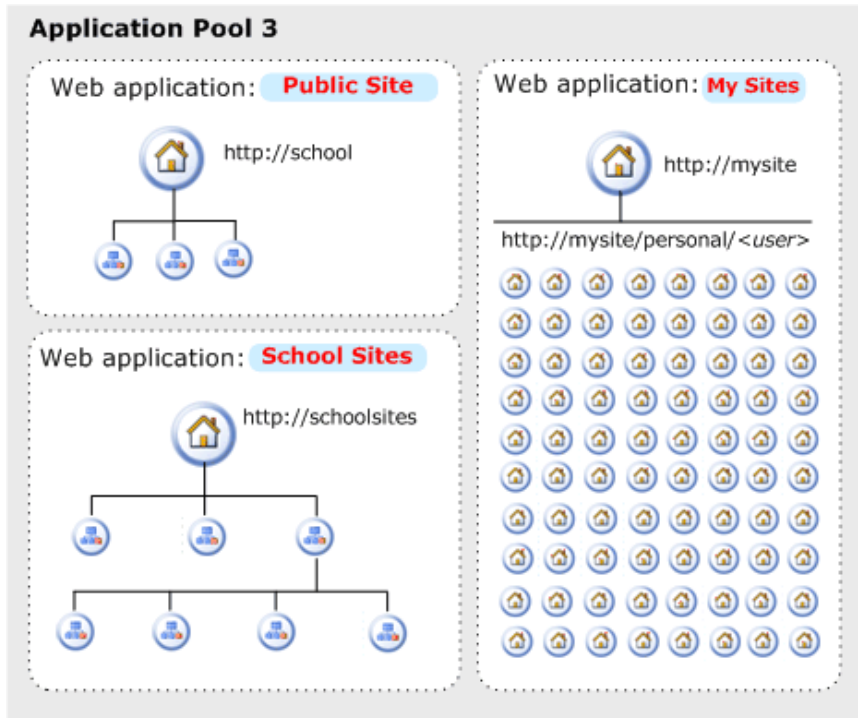 Application Pool 3
Web application: Public Site
http://school
Web application: School Sites
http://schoolsites
Web application: My Sites
http://mysite
http://mysite/personal/<user>